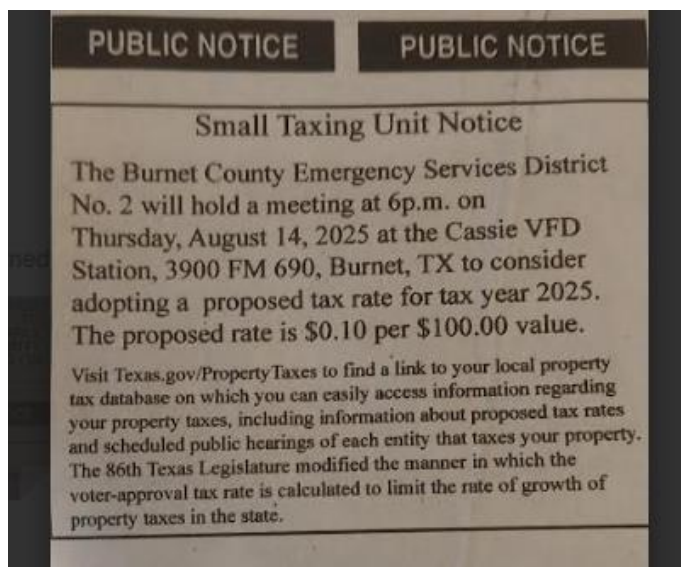 PUBLIC NOTICE
PUBLIC NOTICE
Small Taxing Unit Notice
The Burnet County Emergency Services District
No. 2 will hold a meeting at 6p.m. on
Thursday, August 14, 2025 at the Cassie VFD
Station, 3900 FM 690, Burnet, TX to consider
adopting a proposed tax rate for tax year 2025.
The proposed rate is $0.10 per $100.00 value.
Visit Texas.gov/PropertyTaxes to find a link to your local property
tax database on which you can easily access information regarding
your property taxes, including information about proposed tax rates
and scheduled public hearings of each entity that taxes your property.
The 86th Texas Legislature modified the manner in which the
voter-approval tax rate is calculated to limit the rate of growth of
property taxes in the state.